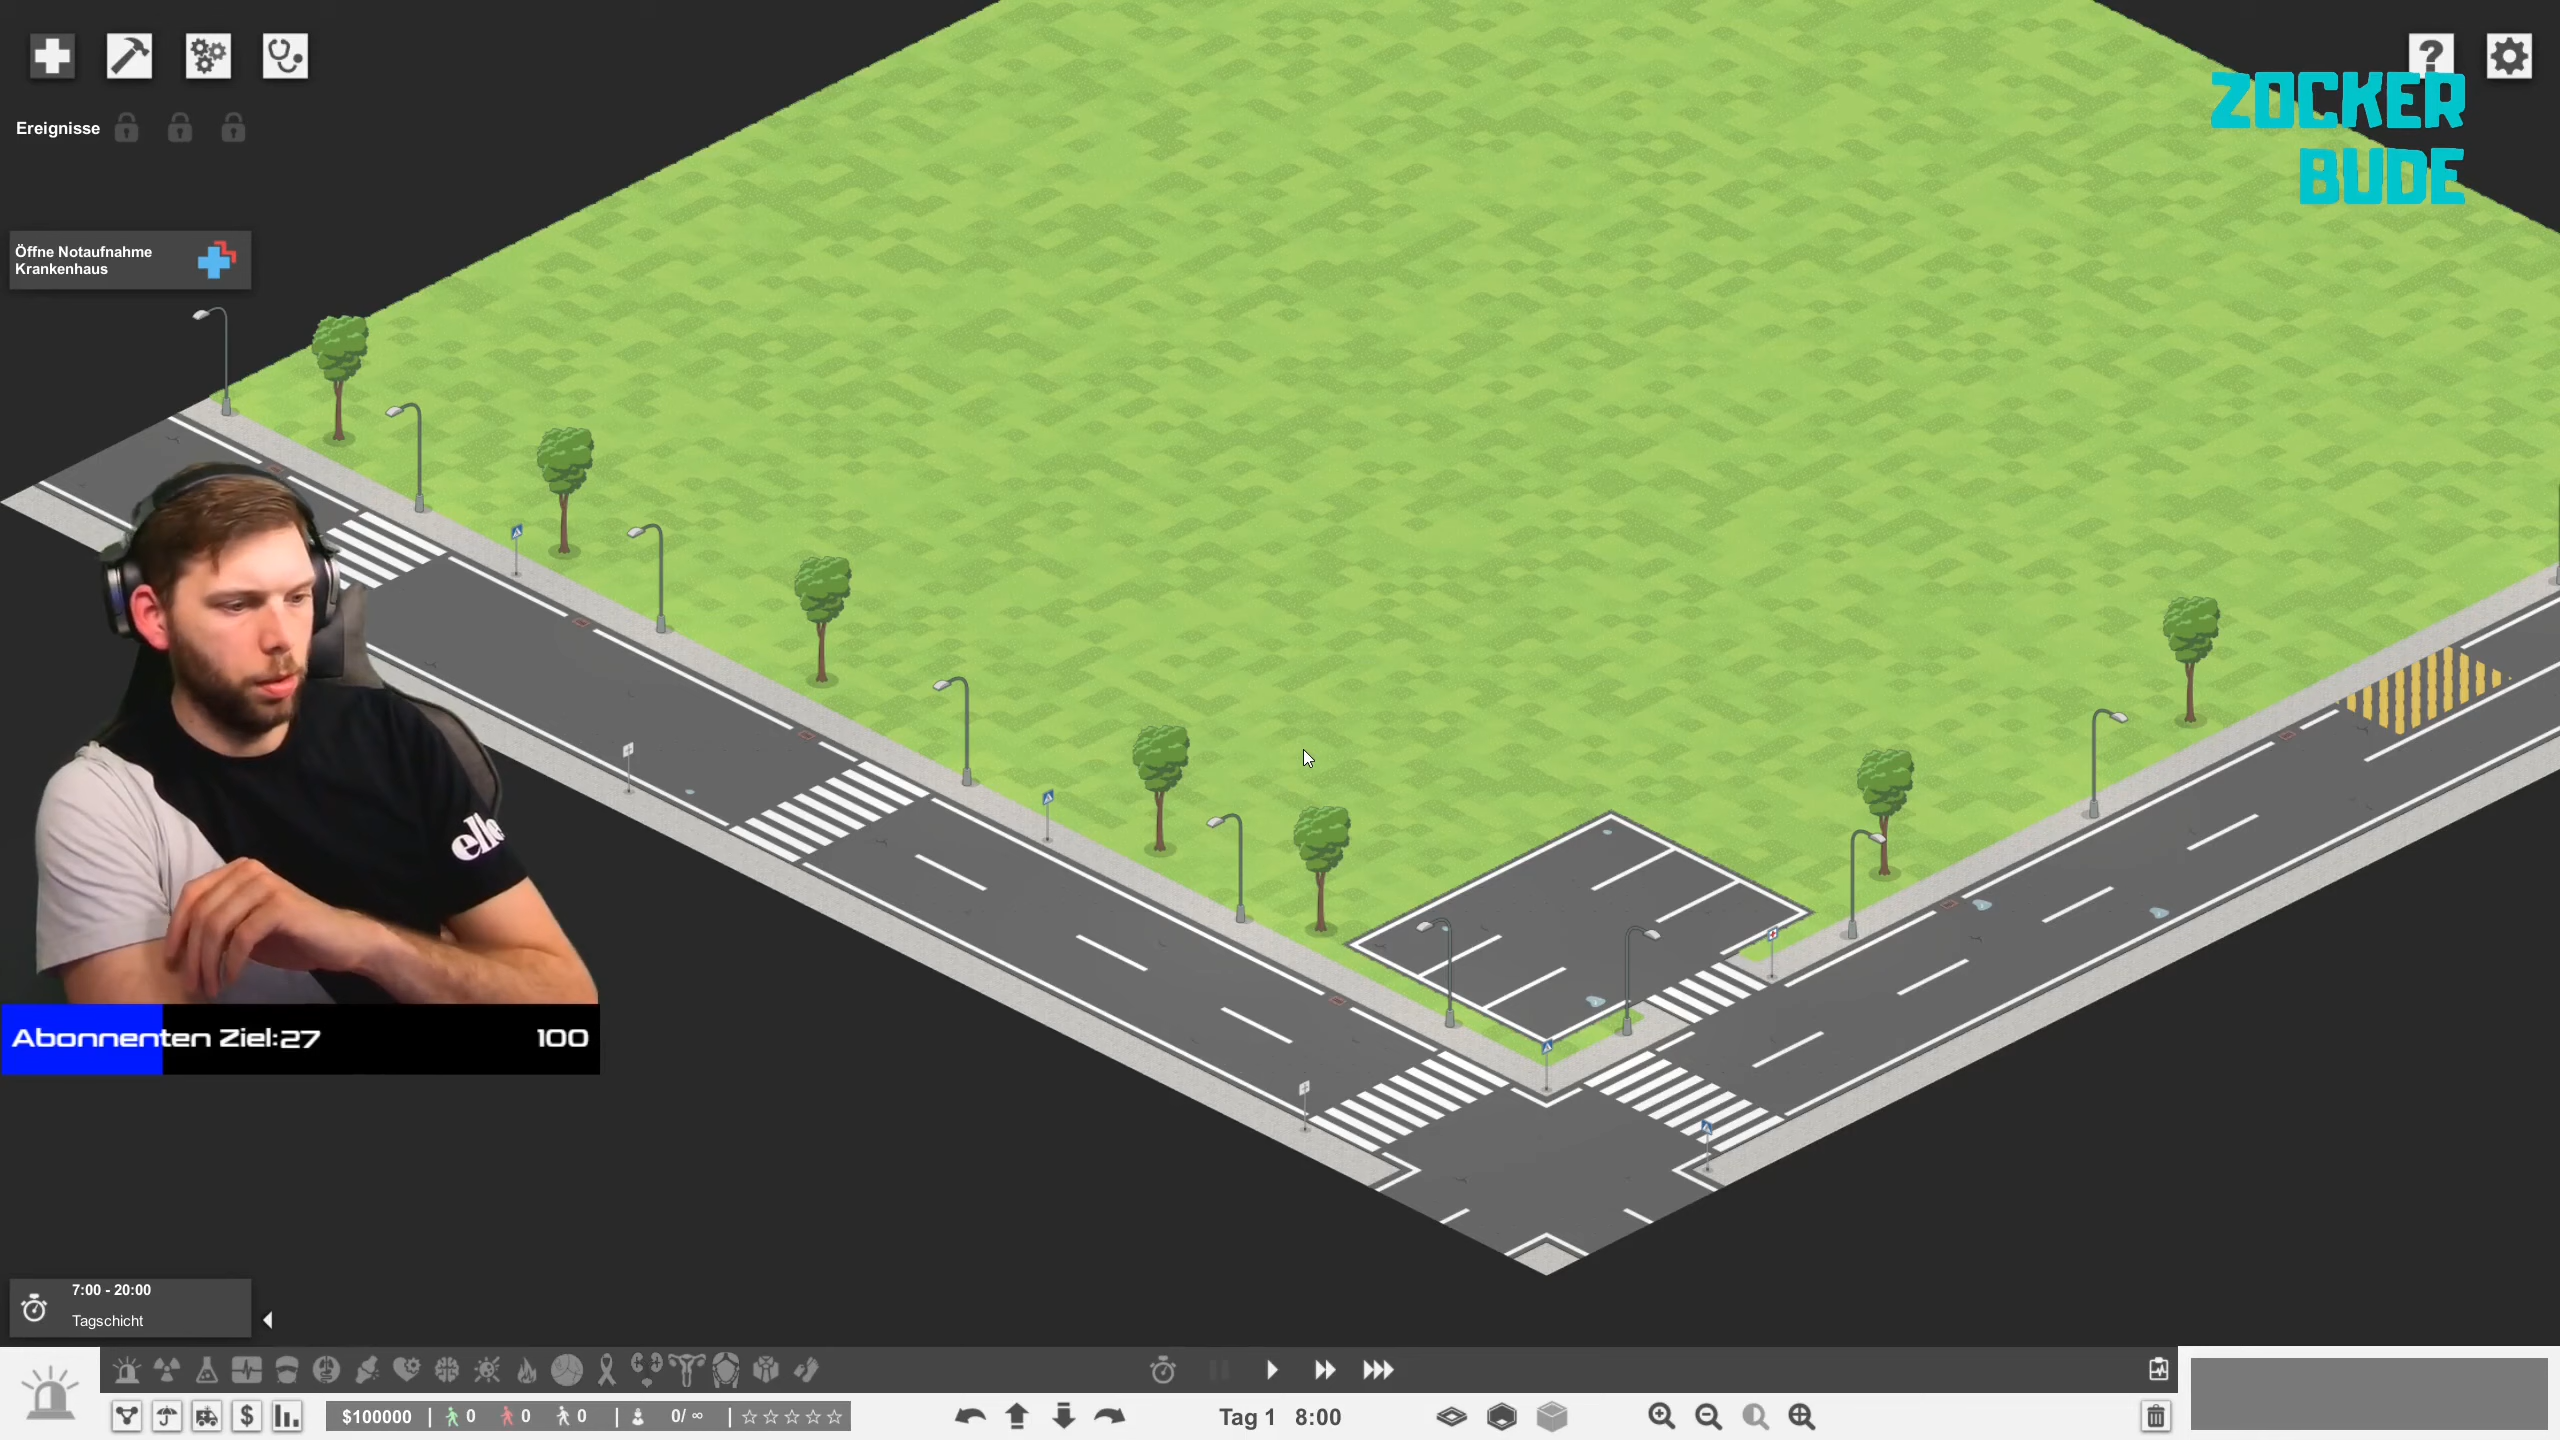 ZOCKER
BUDE
Ereignisse
Öffne Notaufnahme
Krankenhaus
elle
Abonnenten Ziel:27 100
7:00 - 20:00
Tagschicht
$100000 | 0 0 0 | 0/ ∞ |
Tag 1 8:00